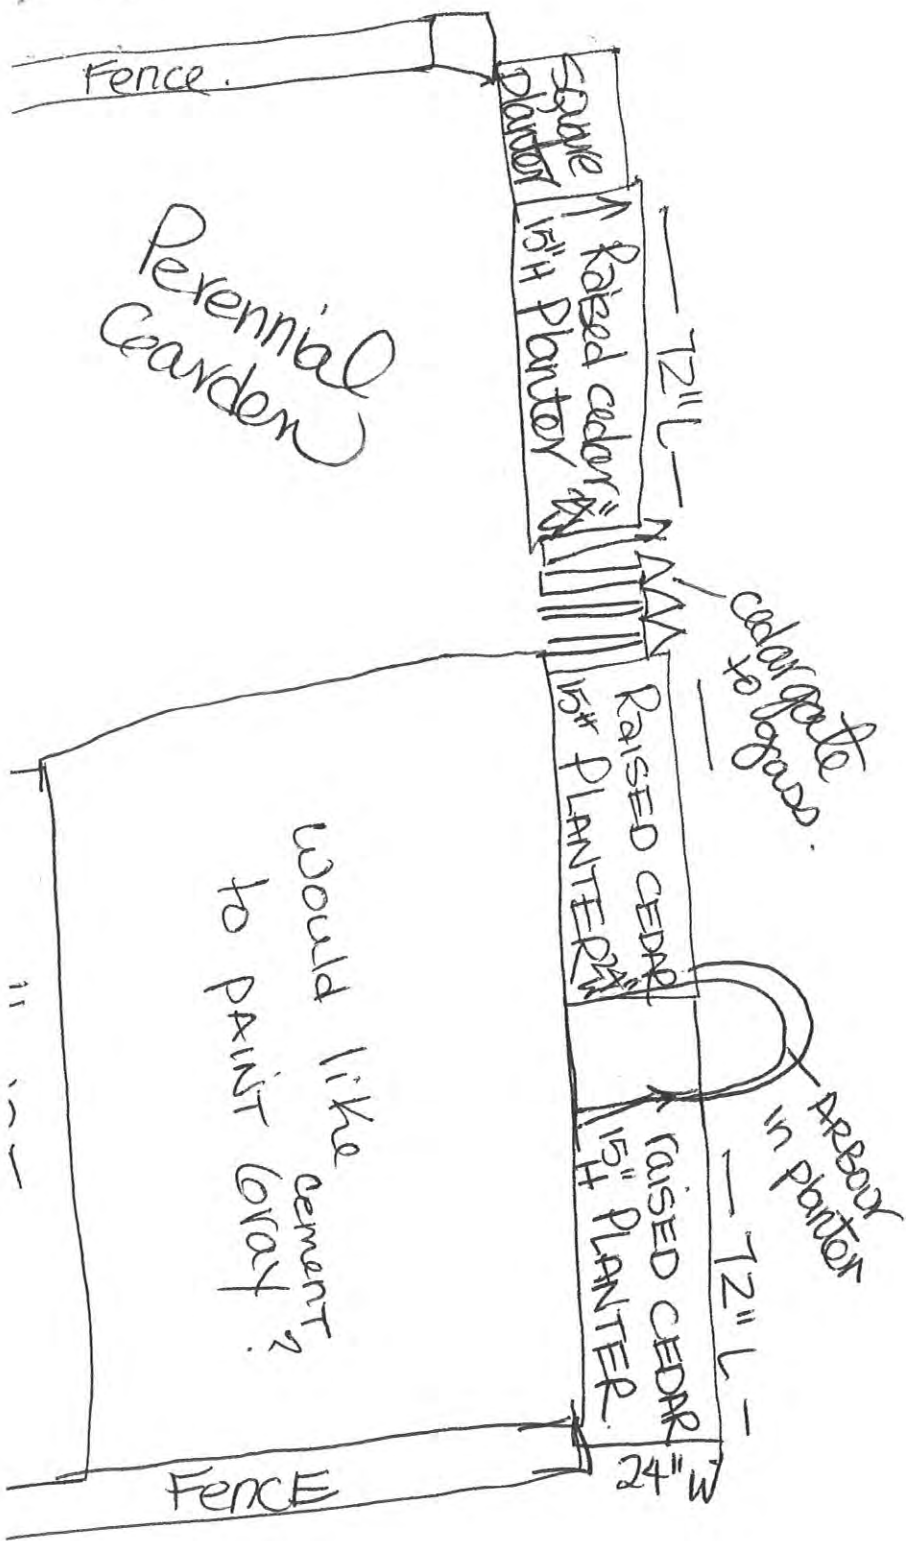 Fence.
Square
Planter
Raised cedar
15"H Planter
— 72" L —
Perennial
Gearden
cedar gate
to grass.
RAISED CEDAR
15" PLANTER
24"
W
ARBOUR
in planter
raised CEDAR
15" PLANTER
H
— 72" L —
24" W
Would like
cement
to PAINT Gray?
FencE